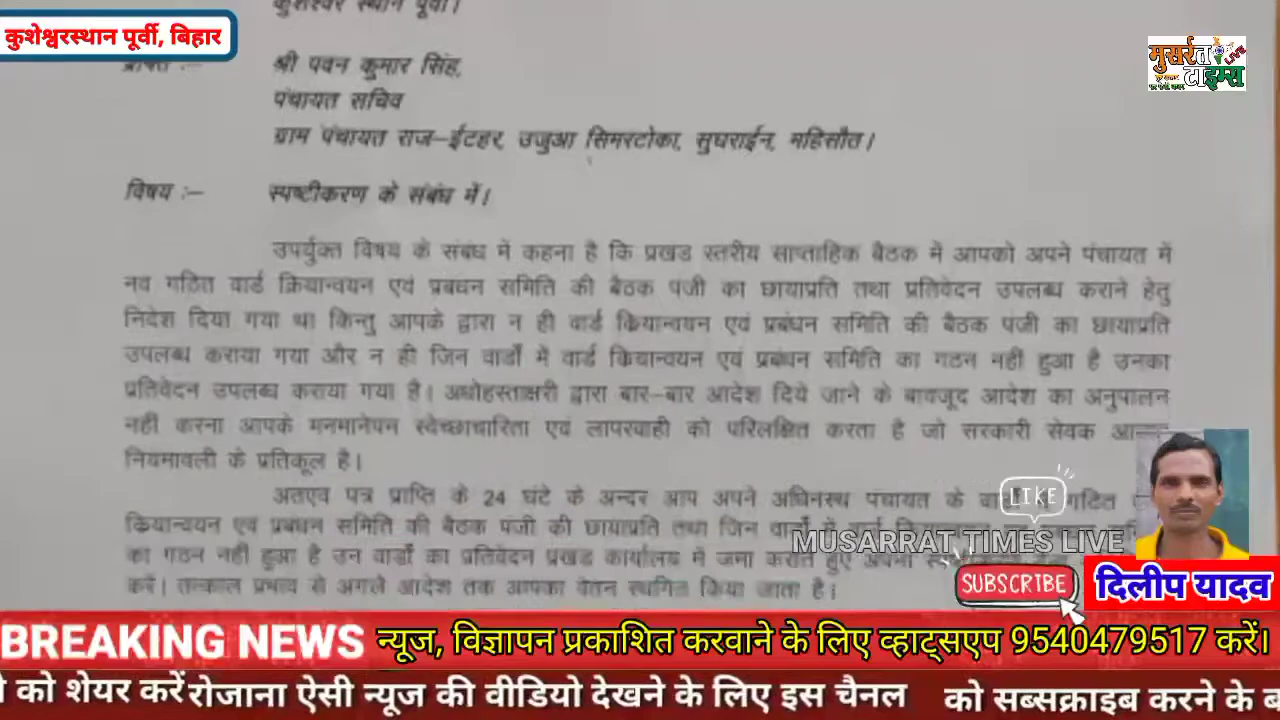 कुशेश्वर स्थान पूर्वी।
कुशेश्वरस्थान पूर्वी, बिहार
मुसर्रत
टाइम्स
LIVE
श्री पवन कुमार सिंह,
पंचायत सचिव
ग्राम पंचायत राज–ईटहर, उजुआ सिमरटोका, सुघराईन, महिसौत।
विषय :– स्पष्टीकरण के संबंध में।
उपर्युक्त विषय के संबंध में कहना है कि प्रखंड स्तरीय साप्ताहिक बैठक में आपको अपने पंचायत में
नव गठित वार्ड क्रियान्वयन एवं प्रबंधन समिति की बैठक पंजी का छायाप्रति तथा प्रतिवेदन उपलब्ध कराने हेतु
निदेश दिया गया था किन्तु आपके द्वारा न ही वार्ड क्रियान्वयन एवं प्रबंधन समिति की बैठक पंजी का छायाप्रति
उपलब्ध कराया गया और न ही जिन वार्डों में वार्ड क्रियान्वयन एवं प्रबंधन समिति का गठन नहीं हुआ है उनका
प्रतिवेदन उपलब्ध कराया गया है। अधोहस्ताक्षरी द्वारा बार–बार आदेश दिये जाने के बावजूद आदेश का अनुपालन
नहीं करना आपके मनमानेपन स्वेच्छाचारिता एवं लापरवाही को परिलक्षित करता है जो सरकारी सेवक
नियमावली के प्रतिकूल है।
अतएव पत्र प्राप्ति के 24 घंटे के अन्दर आप अपने अधिनस्थ पंचायत के गठित
क्रियान्वयन एवं प्रबंधन समिति की बैठक पंजी की छायाप्रति तथा जिन वार्डों में वार्ड
का गठन नहीं हुआ है उन वार्डों का प्रतिवेदन प्रखंड कार्यालय में जमा कराते हुए अपना
करें। तत्काल प्रभाव से अगले आदेश तक आपका वेतन स्थगित किया जाता है।
LIKE
MUSARRAT TIMES LIVE
SUBSCRIBE
दिलीप यादव
BREAKING NEWS न्यूज, विज्ञापन प्रकाशित करवाने के लिए व्हाट्सएप 9540479517 करें।
को शेयर करें रोजाना ऐसी न्यूज की वीडियो देखने के लिए इस चैनल को सब्सक्राइब करने के